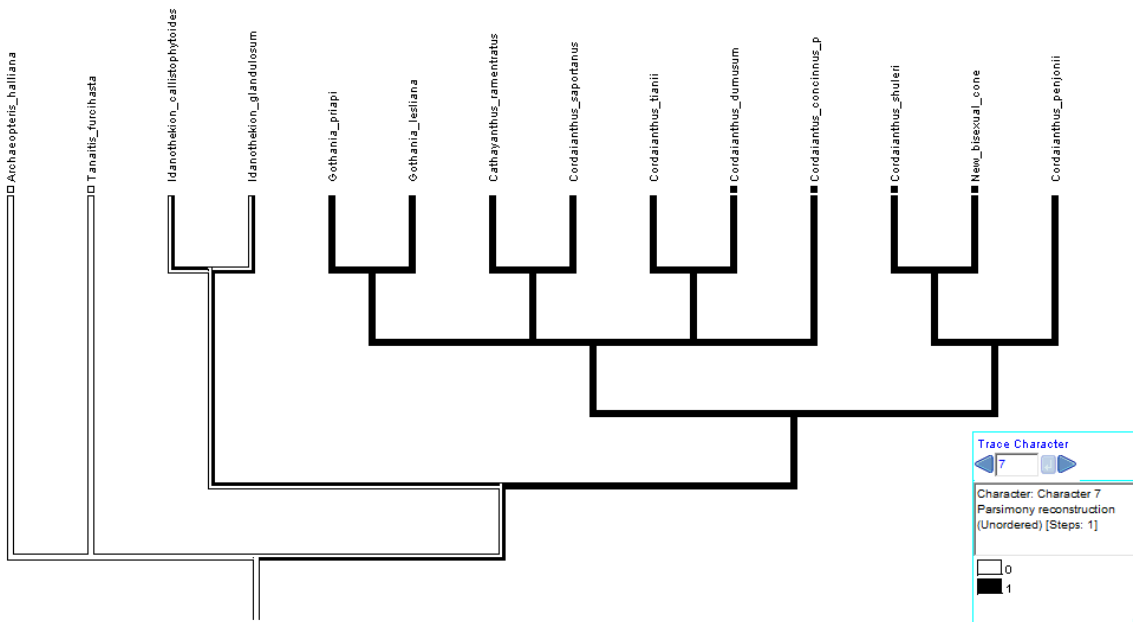 Archaeopteris_halliana
Tanaitis_furcihasta
Idanothekion_callistophytoides
Idanothekion_glandulosum
Gothania_priapi
Gothania_lesliana
Cathayanthus_ramentratus
Cordaianthus_saportanus
Cordaianthus_tianii
Cordaianthus_dumusum
Cordaiantus_concinnus_p
Cordaianthus_shuleri
New_bisexual_cone
Cordaianthus_penjonii
Trace Character
7
Character: Character 7
Parsimony reconstruction
(Unordered) [Steps: 1]
0
1